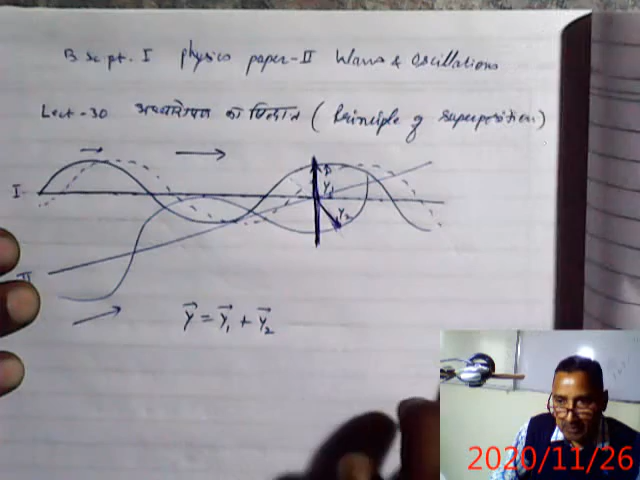 B Sc pt. I physics paper-II Waves & Oscillations
Lect-30 अध्यारोपण का सिद्धान्त (Principle of superposition)
I
Y₁
Y₂
II
Y⃗ = Y⃗₁ + Y⃗₂
2020/11/26